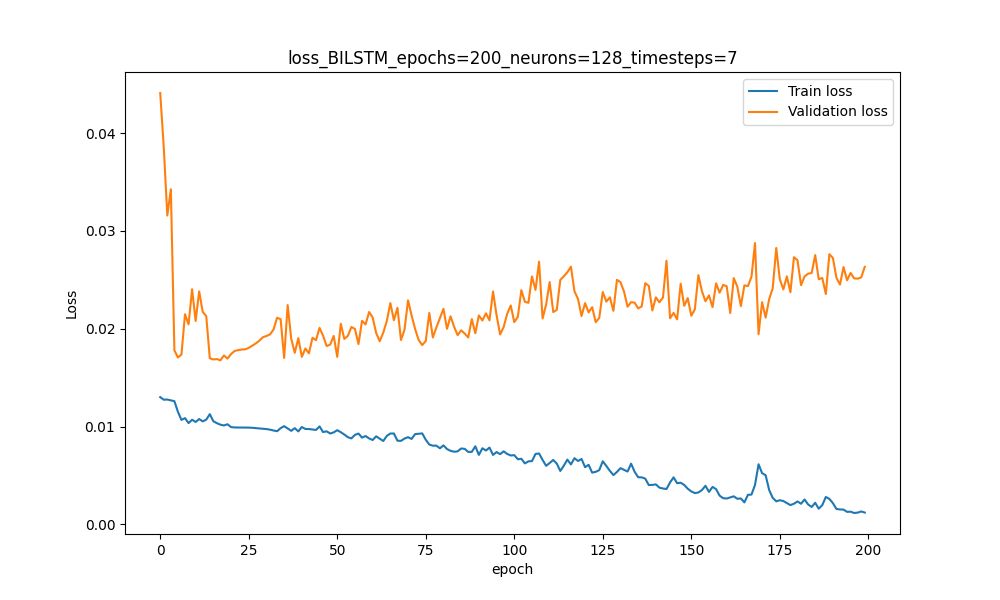 loss_BILSTM_epochs=200_neurons=128_timesteps=7
Train loss
Validation loss
0.04
0.03
0.02
0.01
0.00
Loss
0 25 50 75 100 125 150 175 200
epoch